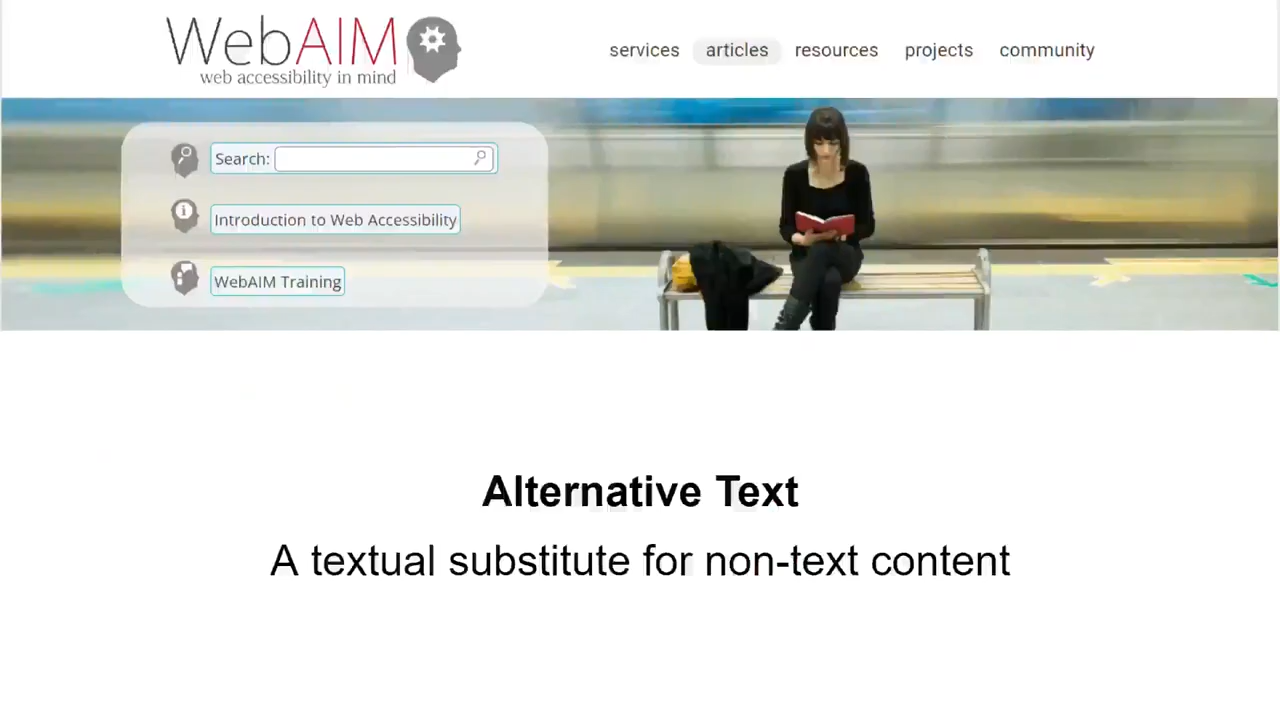 WebAIM
web accessibility in mind
services articles resources projects community
Search:
Introduction to Web Accessibility
WebAIM Training
Alternative Text
A textual substitute for non-text content